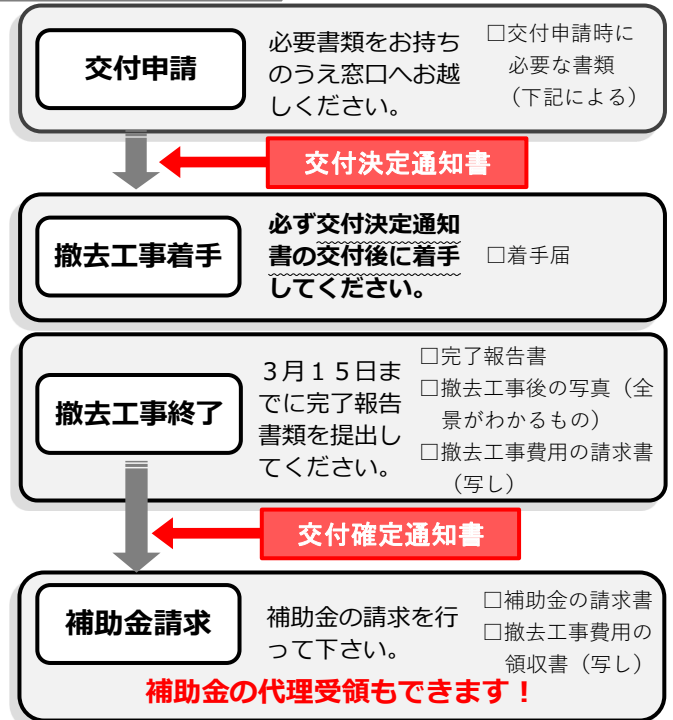 交付申請
必要書類をお持ち
のうえ窓口へお越
しください。
□交付申請時に
必要な書類
（下記による）
交付決定通知書
撤去工事着手
必ず交付決定通知
書の交付後に着手
してください。
□着手届
撤去工事終了
３月１５日ま
でに完了報告
書類を提出し
てください。
□完了報告書
□撤去工事後の写真（全
景がわかるもの）
□撤去工事費用の請求書
（写し）
交付確定通知書
補助金請求
補助金の請求を行
って下さい。
□補助金の請求書
□撤去工事費用の
領収書（写し）
補助金の代理受領もできます！